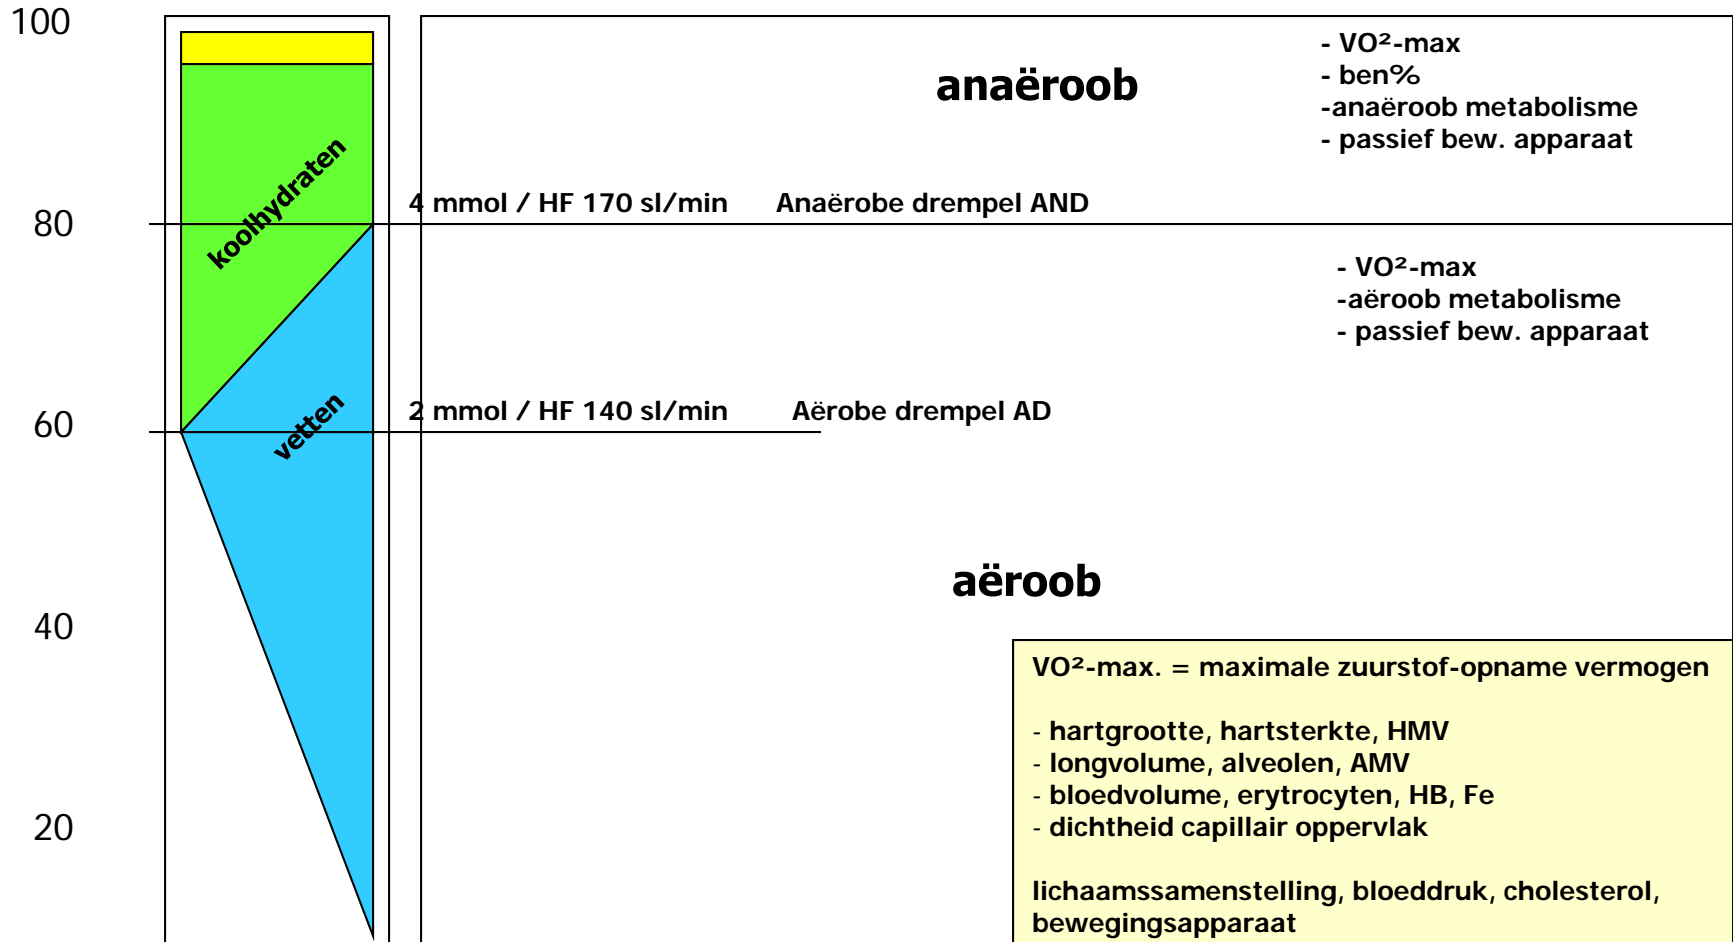 100
- VO²-max
- ben%
-anaëroob metabolisme
- passief bew. apparaat
anaëroob
koolhydraten
4 mmol / HF 170 sl/min Anaërobe drempel AND
80
- VO²-max
-aëroob metabolisme
- passief bew. apparaat
vetten
2 mmol / HF 140 sl/min Aërobe drempel AD
60
aëroob
40
VO²-max. = maximale zuurstof-opname vermogen
- hartgrootte, hartsterkte, HMV
- longvolume, alveolen, AMV
- bloedvolume, erytrocyten, HB, Fe
- dichtheid capillair oppervlak
20
lichaamssamenstelling, bloeddruk, cholesterol,
bewegingsapparaat